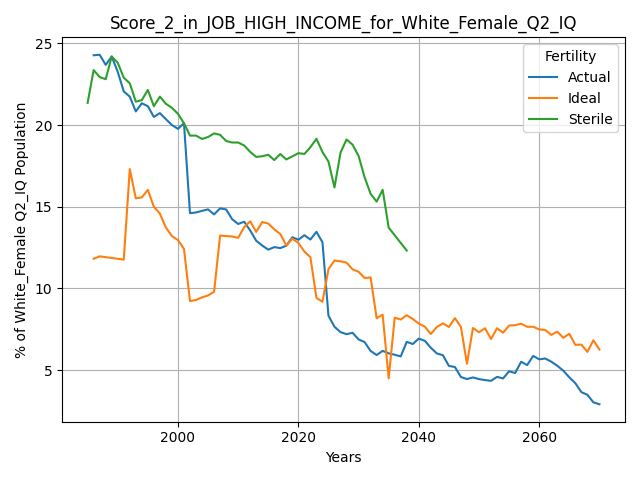 Score_2_in_JOB_HIGH_INCOME_for_White_Female_Q2_IQ
Fertility
Actual
Ideal
Sterile
% of White_Female Q2_IQ Population
25
20
15
10
5
2000
2020
2040
2060
Years